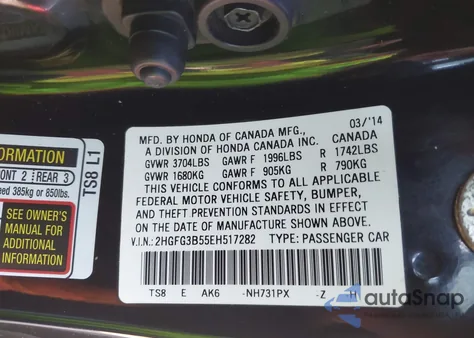 03/'14
MFD. BY HONDA OF CANADA MFG.,
A DIVISION OF HONDA CANADA INC. CANADA
GVWR 3704LBS GAWR F 1996LBS R 1742LBS
GVWR 1680KG GAWR F 905KG R 790KG
THIS VEHICLE CONFORMS TO ALL APPLICABLE
FEDERAL MOTOR VEHICLE SAFETY, BUMPER,
AND THEFT PREVENTION STANDARDS IN EFFECT
ON THE DATE OF MANUFACTURE SHOWN ABOVE.
V.I.N.: 2HGFG3B55EH517282 TYPE: PASSENGER CAR
TS8 E AK6 -NH731PX -Z -H
ORMATION
ONT 2 REAR 3
eed 385kg or 850lbs.
SEE OWNER'S
MANUAL FOR
ADDITIONAL
INFORMATION
TS8 L1
autoSnap